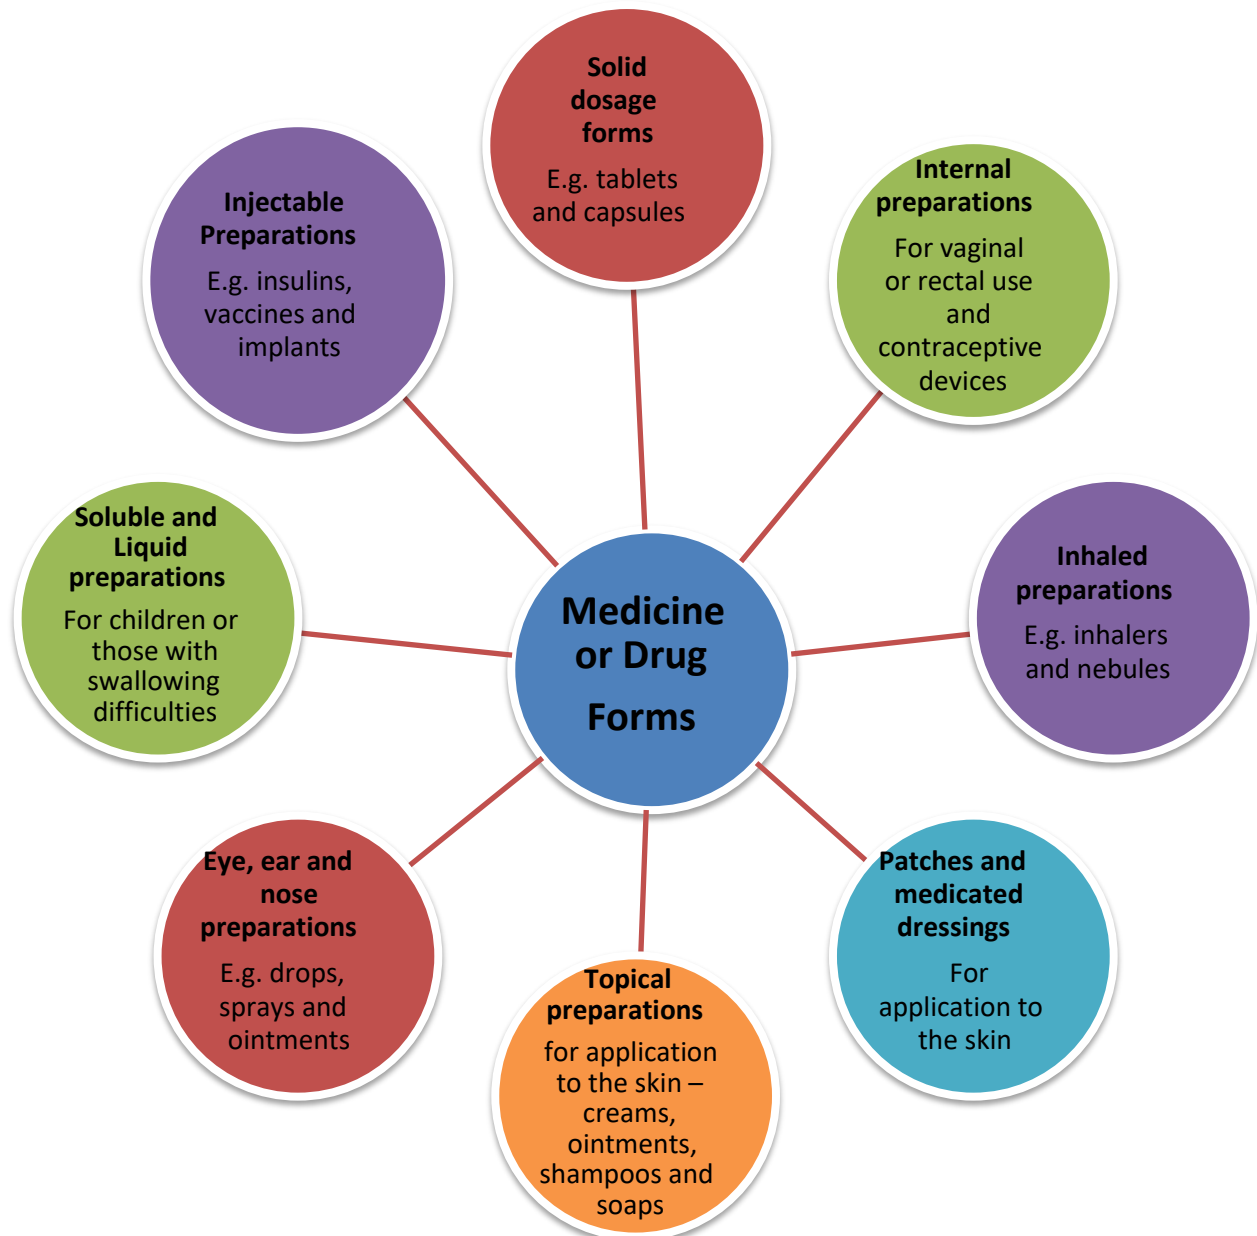 Solid
dosage
forms
E.g. tablets
and capsules
Internal
preparations
For vaginal
or rectal use
and
contraceptive
devices
Inhaled
preparations
E.g. inhalers
and nebules
Patches and
medicated
dressings
For
application to
the skin
Topical
preparations
for application
to the skin –
creams,
ointments,
shampoos and
soaps
Eye, ear and
nose
preparations
E.g. drops,
sprays and
ointments
Soluble and
Liquid
preparations
For children or
those with
swallowing
difficulties
Injectable
Preparations
E.g. insulins,
vaccines and
implants
Medicine
or Drug
Forms